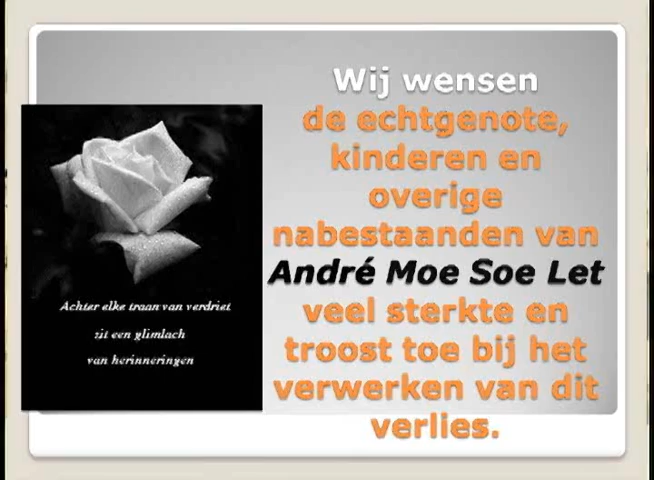 Wij wensen
de echtgenote,
kinderen en
overige
nabestaanden van
André Moe Soe Let
veel sterkte en
troost toe bij het
verwerken van dit
verlies.
Achter elke traan van verdriet
zit een glimlach
van herinneringen